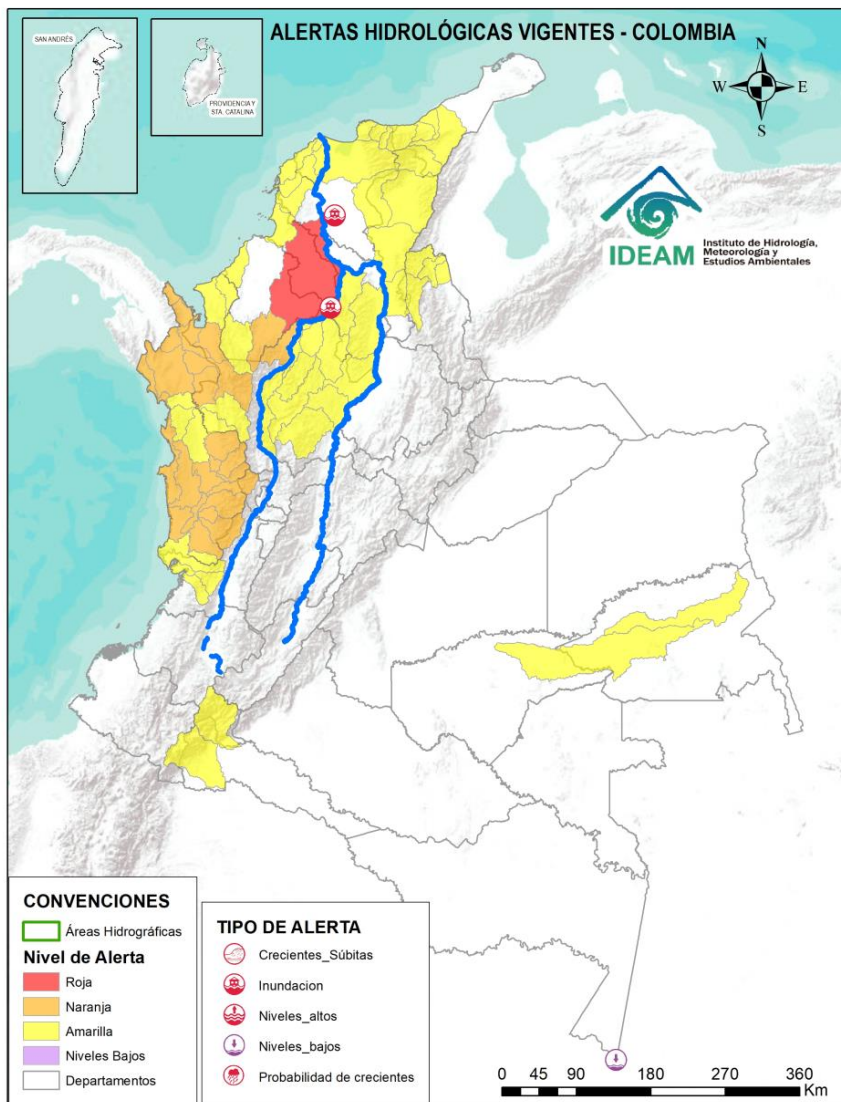 ALERTAS HIDROLÓGICAS VIGENTES - COLOMBIA
SAN ANDRÉS
PROVIDENCIA Y
STA. CATALINA
N
W
E
S
IDEAM
Instituto de Hidrología,
Meteorología y
Estudios Ambientales
CONVENCIONES
Áreas Hidrográficas
Nivel de Alerta
Roja
Naranja
Amarilla
Niveles Bajos
Departamentos
TIPO DE ALERTA
Crecientes_Súbitas
Inundacion
Niveles_altos
Niveles_bajos
Probabilidad de crecientes
0 45 90 180 270 360
Km